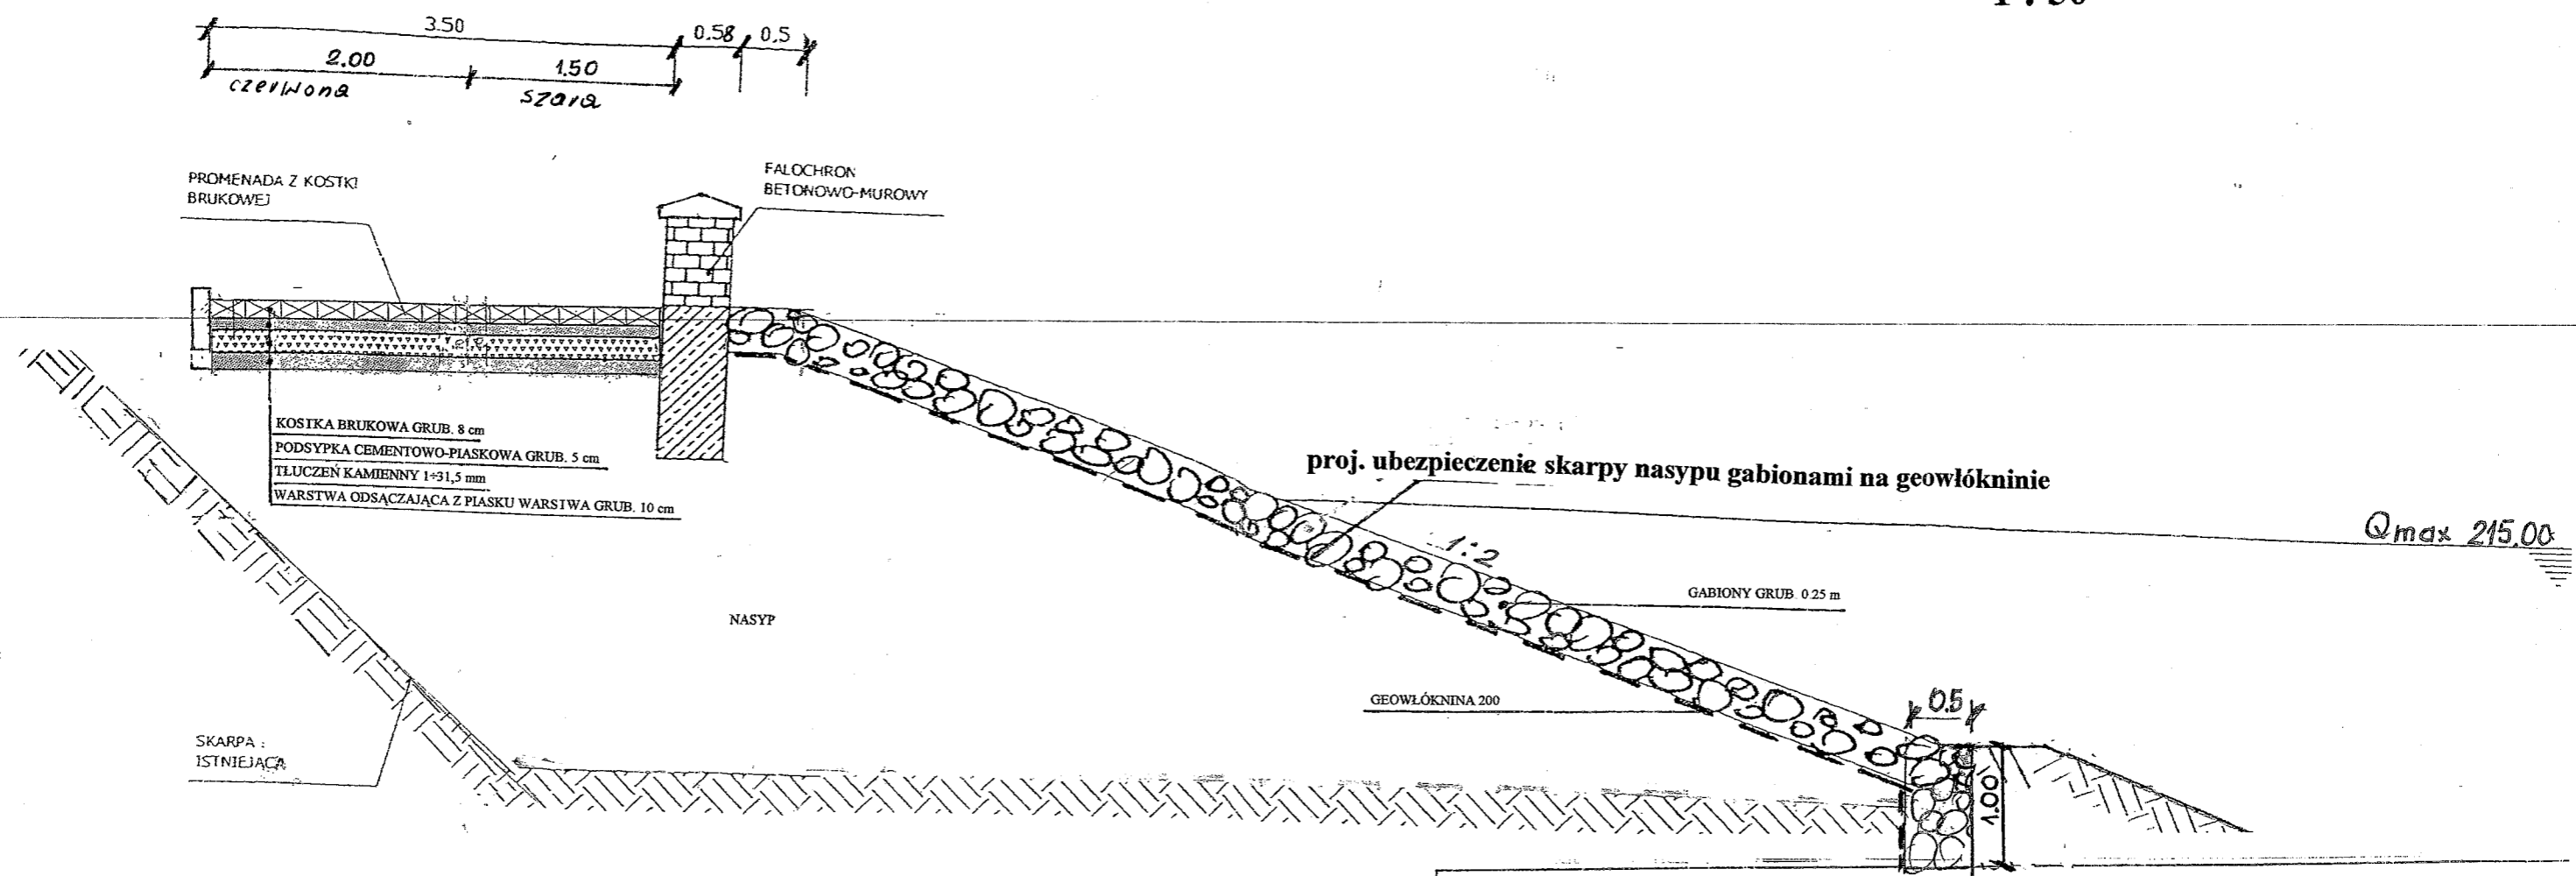 1 : 50
3.50
0.58
0.5
2.00
1.50
czerwona
szara
PROMENADA Z KOSTKI
BRUKOWEJ
FALOCHRON
BETONOWO-MUROWY
KOSTKA BRUKOWA GRUB. 8 cm
PODSYPKA CEMENTOWO-PIASKOWA GRUB. 5 cm
TŁUCZEŃ KAMIENNY 1÷31,5 mm
WARSTWA ODSĄCZAJĄCA Z PIASKU WARSTWA GRUB. 10 cm
proj. ubezpieczenie skarpy nasypu gabionami na geowłókninie
Qmax 215.00
1:2
GABIONY GRUB. 0.25 m
NASYP
GEOWŁÓKNINA 200
0.5
SKARPA :
ISTNIEJĄCA
1.00